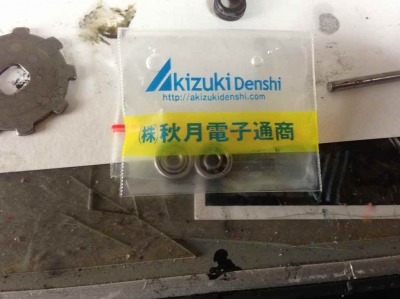 Akizuki Denshi
http://akizukidenshi.com
(株)秋月電子通商